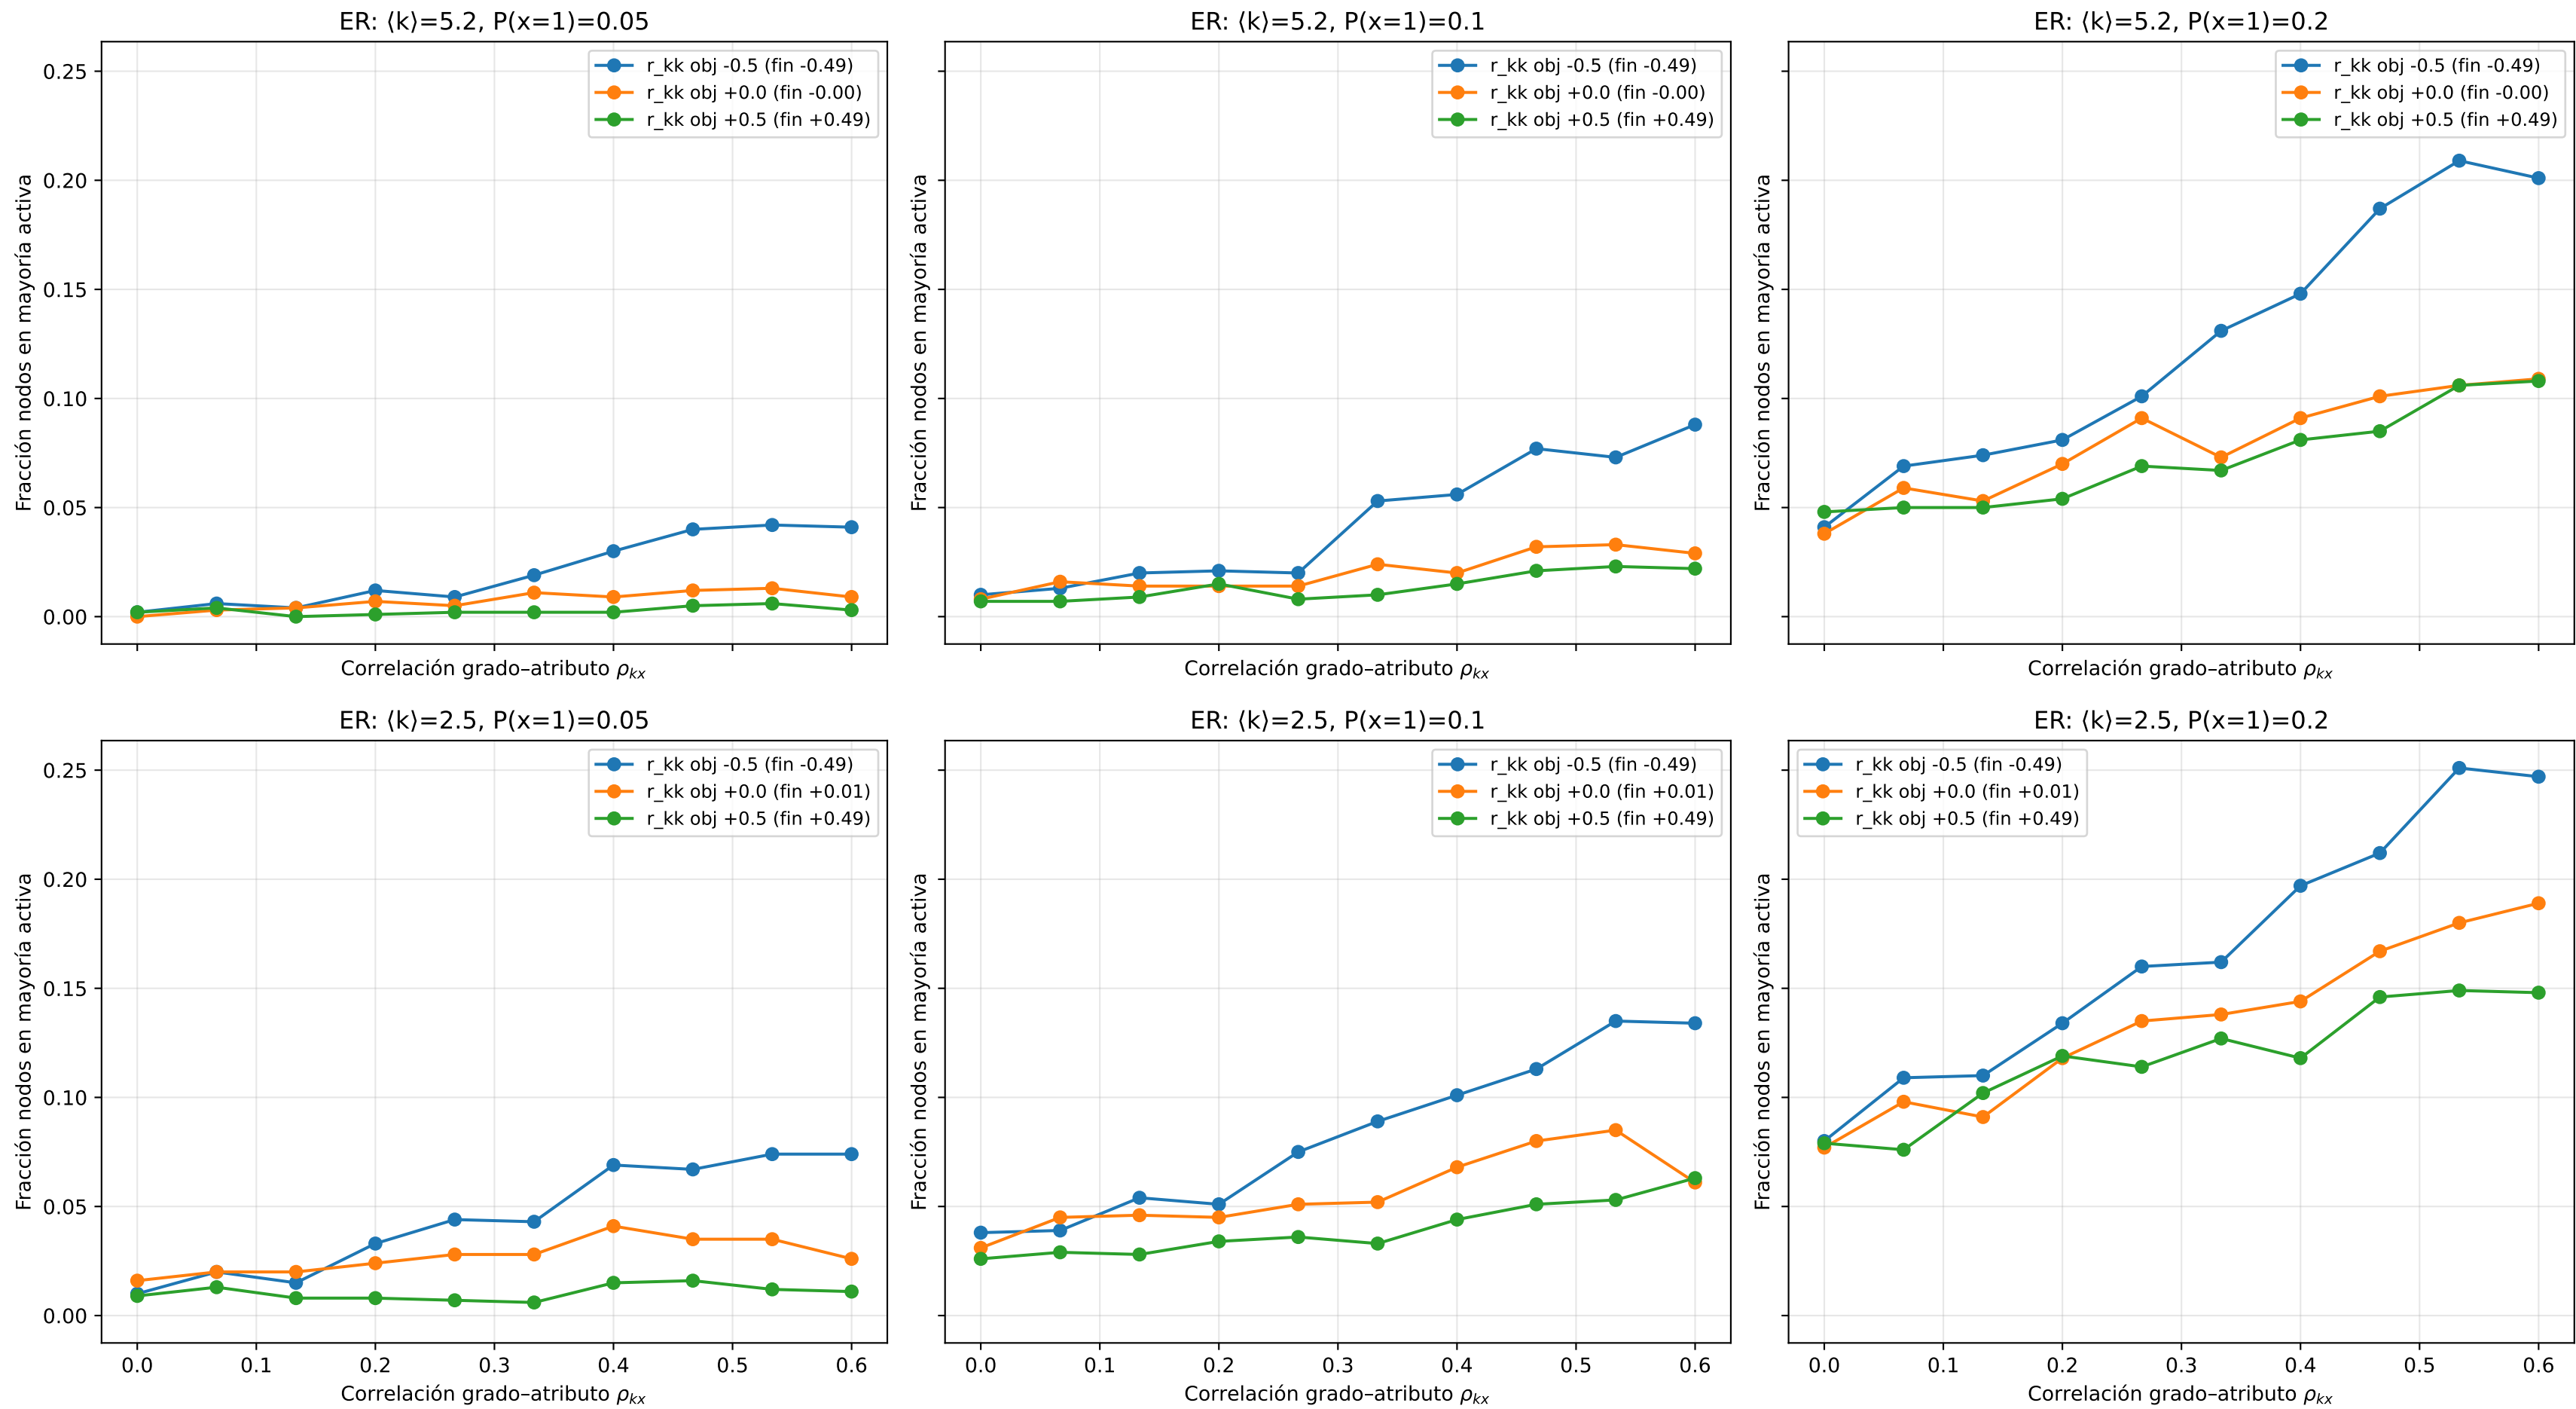 ER: ⟨k⟩=5.2, P(x=1)=0.05
Fracción nodos en mayoría activa
0.25
0.20
0.15
0.10
0.05
0.00
r_kk obj -0.5 (fin -0.49)
r_kk obj +0.0 (fin -0.00)
r_kk obj +0.5 (fin +0.49)
Correlación grado–atributo ρkx
ER: ⟨k⟩=5.2, P(x=1)=0.1
Fracción nodos en mayoría activa
r_kk obj -0.5 (fin -0.49)
r_kk obj +0.0 (fin -0.00)
r_kk obj +0.5 (fin +0.49)
Correlación grado–atributo ρkx
ER: ⟨k⟩=5.2, P(x=1)=0.2
Fracción nodos en mayoría activa
r_kk obj -0.5 (fin -0.49)
r_kk obj +0.0 (fin -0.00)
r_kk obj +0.5 (fin +0.49)
Correlación grado–atributo ρkx
ER: ⟨k⟩=2.5, P(x=1)=0.05
Fracción nodos en mayoría activa
0.25
0.20
0.15
0.10
0.05
0.00
r_kk obj -0.5 (fin -0.49)
r_kk obj +0.0 (fin +0.01)
r_kk obj +0.5 (fin +0.49)
0.0 0.1 0.2 0.3 0.4 0.5 0.6
Correlación grado–atributo ρkx
ER: ⟨k⟩=2.5, P(x=1)=0.1
Fracción nodos en mayoría activa
r_kk obj -0.5 (fin -0.49)
r_kk obj +0.0 (fin +0.01)
r_kk obj +0.5 (fin +0.49)
0.0 0.1 0.2 0.3 0.4 0.5 0.6
Correlación grado–atributo ρkx
ER: ⟨k⟩=2.5, P(x=1)=0.2
Fracción nodos en mayoría activa
r_kk obj -0.5 (fin -0.49)
r_kk obj +0.0 (fin +0.01)
r_kk obj +0.5 (fin +0.49)
0.0 0.1 0.2 0.3 0.4 0.5 0.6
Correlación grado–atributo ρkx